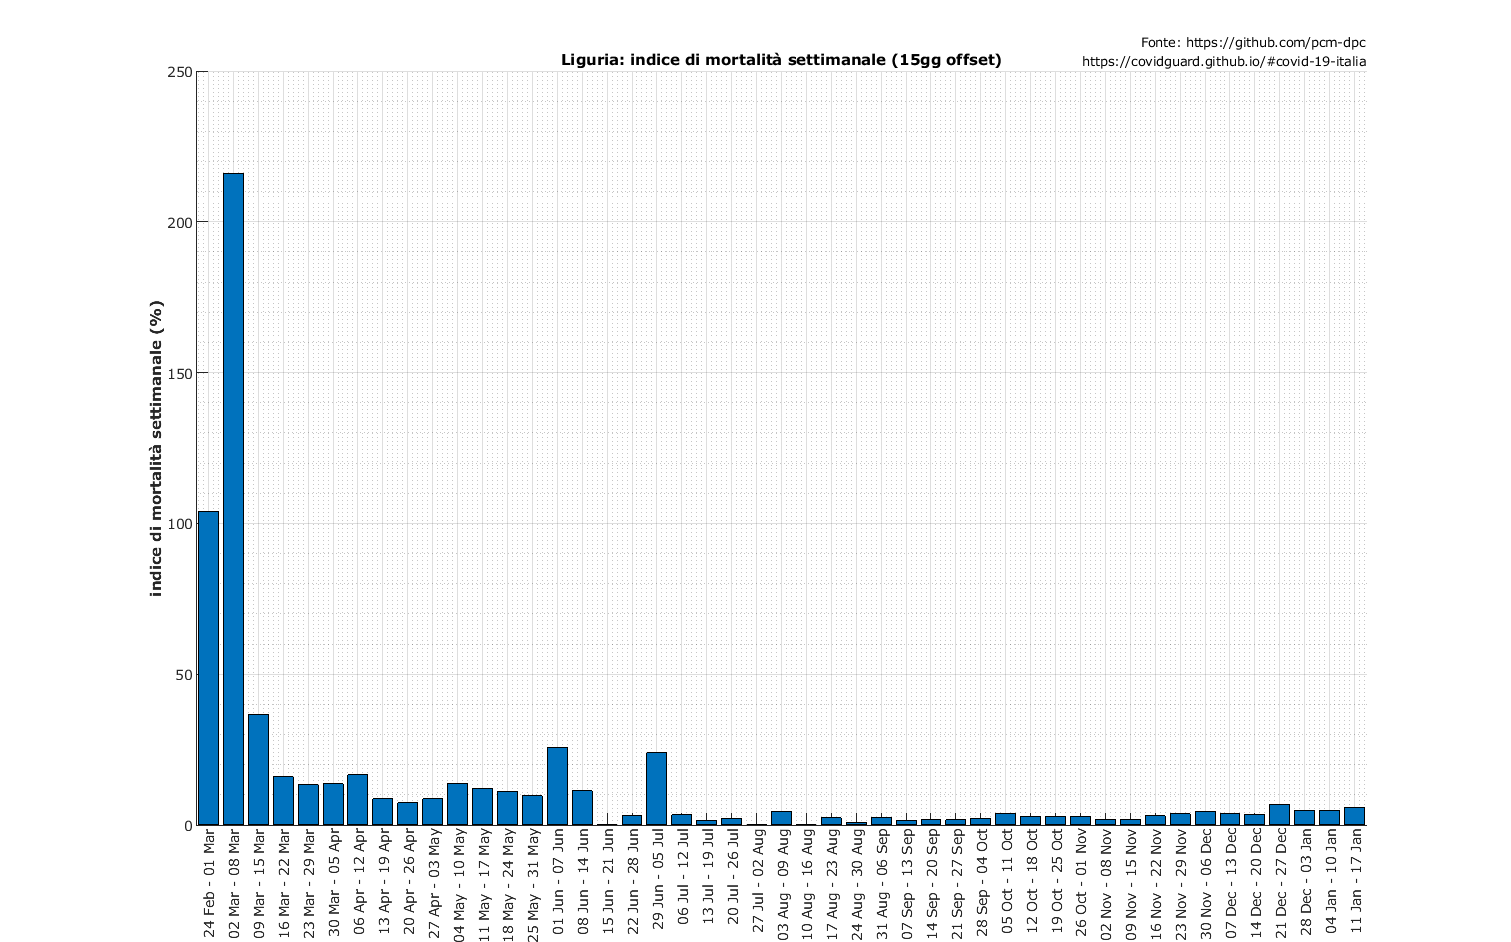 Fonte: https://github.com/pcm-dpc
Liguria: indice di mortalità settimanale (15gg offset)
https://covidguard.github.io/#covid-19-italia
indice di mortalità settimanale (%)
250
200
150
100
50
0
24 Feb - 01 Mar
02 Mar - 08 Mar
09 Mar - 15 Mar
16 Mar - 22 Mar
23 Mar - 29 Mar
30 Mar - 05 Apr
06 Apr - 12 Apr
13 Apr - 19 Apr
20 Apr - 26 Apr
27 Apr - 03 May
04 May - 10 May
11 May - 17 May
18 May - 24 May
25 May - 31 May
01 Jun - 07 Jun
08 Jun - 14 Jun
15 Jun - 21 Jun
22 Jun - 28 Jun
29 Jun - 05 Jul
06 Jul - 12 Jul
13 Jul - 19 Jul
20 Jul - 26 Jul
27 Jul - 02 Aug
03 Aug - 09 Aug
10 Aug - 16 Aug
17 Aug - 23 Aug
24 Aug - 30 Aug
31 Aug - 06 Sep
07 Sep - 13 Sep
14 Sep - 20 Sep
21 Sep - 27 Sep
28 Sep - 04 Oct
05 Oct - 11 Oct
12 Oct - 18 Oct
19 Oct - 25 Oct
26 Oct - 01 Nov
02 Nov - 08 Nov
09 Nov - 15 Nov
16 Nov - 22 Nov
23 Nov - 29 Nov
30 Nov - 06 Dec
07 Dec - 13 Dec
14 Dec - 20 Dec
21 Dec - 27 Dec
28 Dec - 03 Jan
04 Jan - 10 Jan
11 Jan - 17 Jan